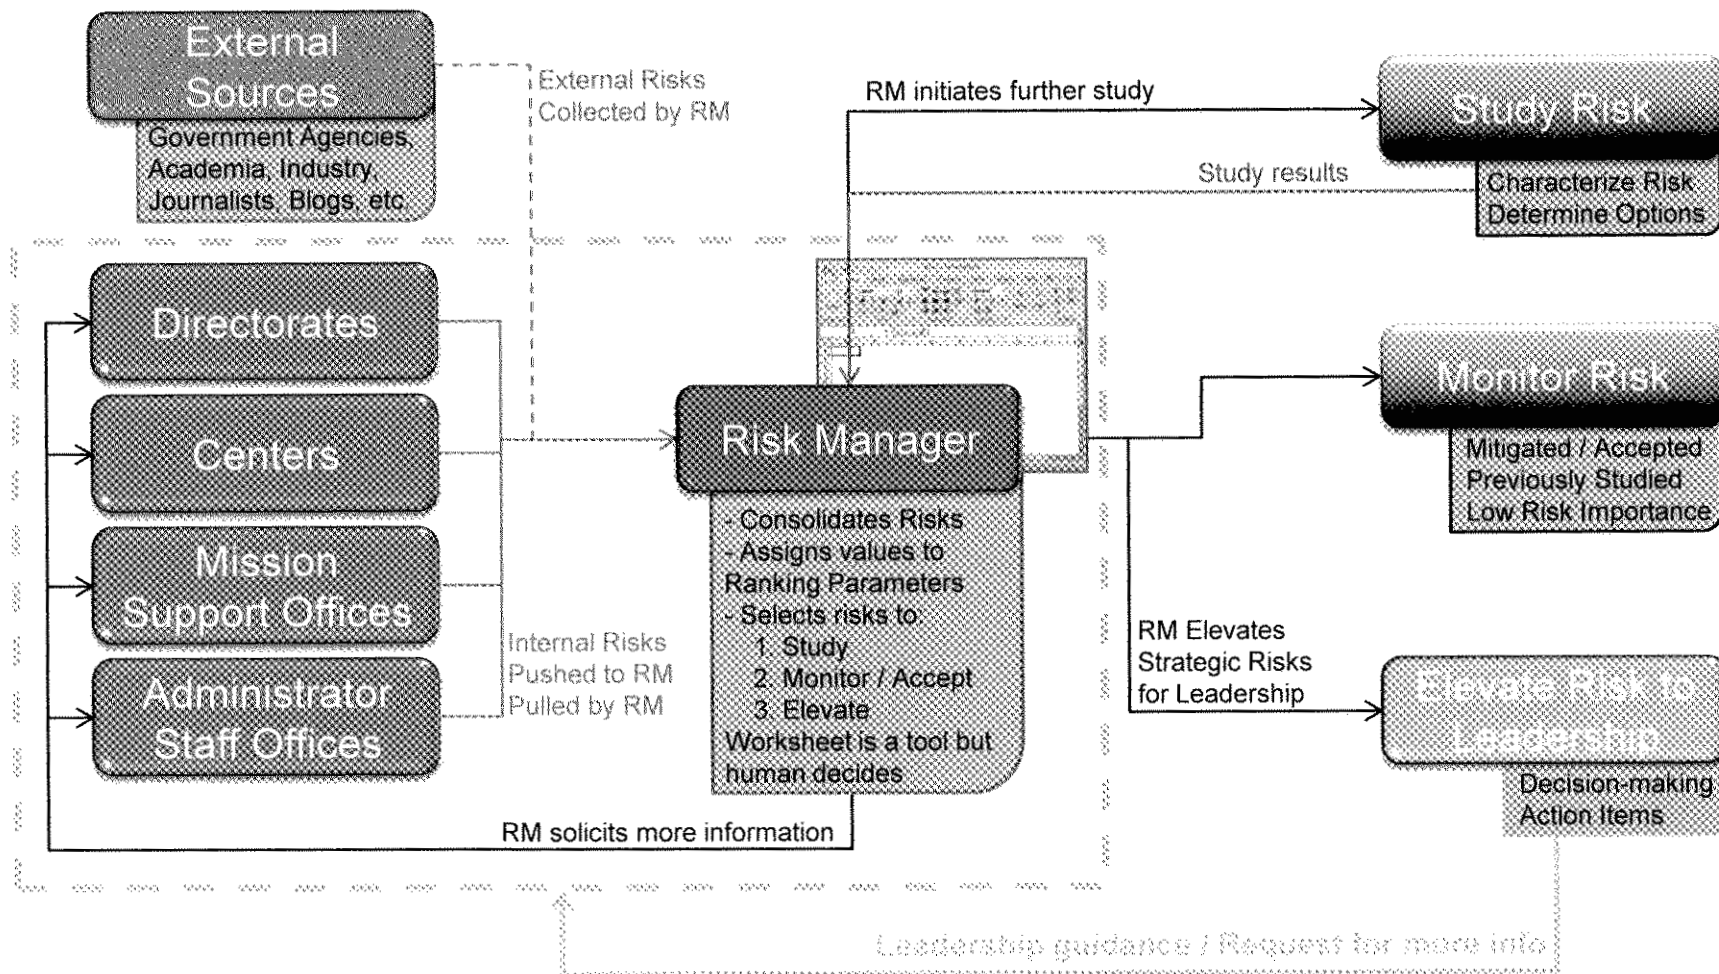 External
Sources
Government Agencies,
Academia, Industry,
Journalists, Blogs, etc.
External Risks
Collected by RM
RM initiates further study
Study results
Study Risk
Characterize Risk
Determine Options
Directorates
Centers
Mission
Support Offices
Administrator
Staff Offices
Internal Risks
Pushed to RM
Pulled by RM
Risk Manager
- Consolidates Risks
- Assigns values to
Ranking Parameters
- Selects risks to
1. Study
2. Monitor / Accept
3. Elevate
Worksheet is a tool but
human decides
RM solicits more information
Monitor Risk
Mitigated / Accepted
Previously Studied
Low Risk Importance
RM Elevates
Strategic Risks
for Leadership
Elevate Risk to
Leadership
Decision-making
Action Items
Leadership guidance / Request for more info